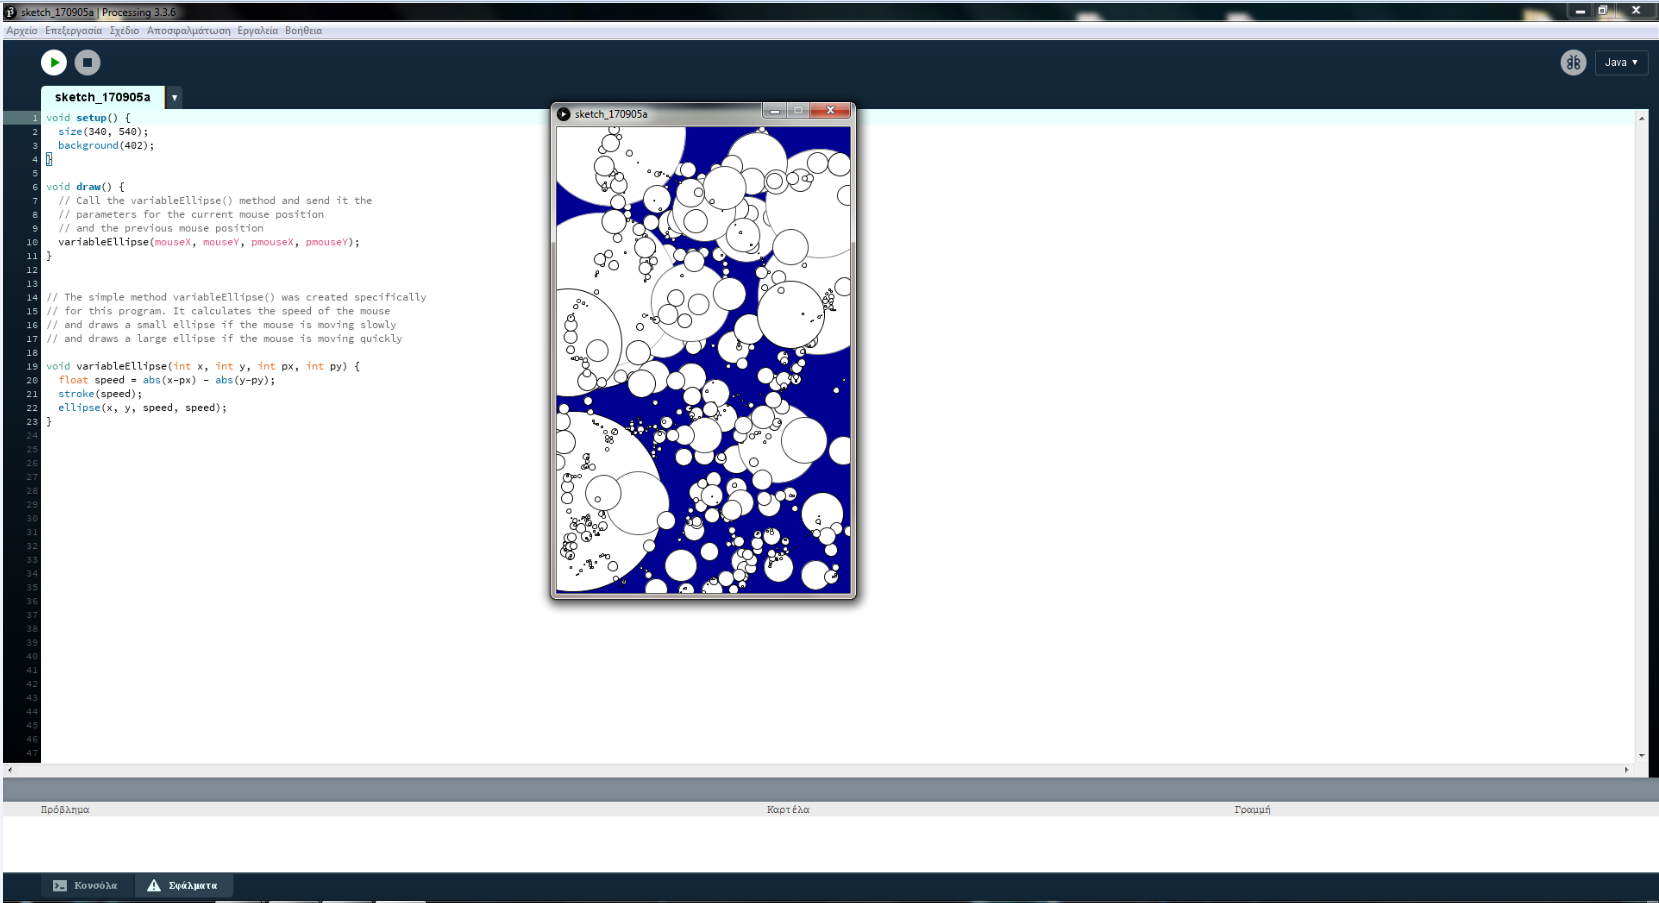 sketch_170905a | Processing 3.3.6
Αρχείο Επεξεργασία Σχέδιο Αποσφαλμάτωση Εργαλεία Βοήθεια
Java ▼
sketch_170905a ▼
sketch_170905a
1 void setup() {
2 size(340, 540);
3 background(402);
4 }
5
6 void draw() {
7 // Call the variableEllipse() method and send it the
8 // parameters for the current mouse position
9 // and the previous mouse position
10 variableEllipse(mouseX, mouseY, pmouseX, pmouseY);
11 }
12
13
14 // The simple method variableEllipse() was created specifically
15 // for this program. It calculates the speed of the mouse
16 // and draws a small ellipse if the mouse is moving slowly
17 // and draws a large ellipse if the mouse is moving quickly
18
19 void variableEllipse(int x, int y, int px, int py) {
20 float speed = abs(x-px) - abs(y-py);
21 stroke(speed);
22 ellipse(x, y, speed, speed);
23 }
24
25
26
27
28
29
30
31
32
33
34
35
36
37
38
39
40
41
42
43
44
45
46
47
Πρόβλημα Καρτέλα Γραμμή
Κονσόλα Σφάλματα